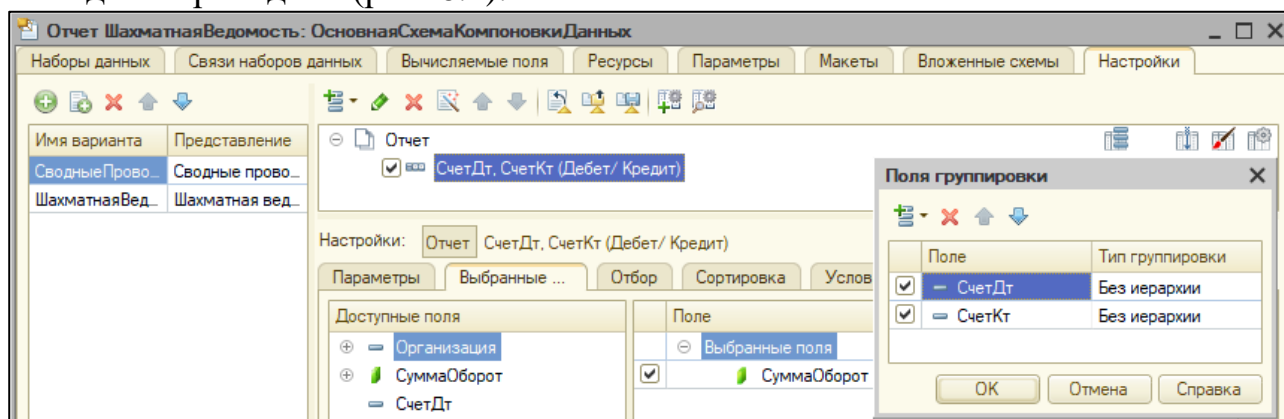 Отчет ШахматнаяВедомость: ОсновнаяСхемаКомпоновкиДанных
Наборы данных Связи наборов данных Вычисляемые поля Ресурсы Параметры Макеты Вложенные схемы Настройки
Имя варианта Представление
СводныеПрово... Сводные прово...
ШахматнаяВед... Шахматная вед...
Отчет
СчетДт, СчетКт (Дебет/ Кредит)
Настройки: Отчет СчетДт, СчетКт (Дебет/ Кредит)
Параметры Выбранные ... Отбор Сортировка Услов
Доступные поля
Организация
СуммаОборот
СчетДт
Поле
Выбранные поля
СуммаОборот
Поля группировки
Поле Тип группировки
СчетДт Без иерархии
СчетКт Без иерархии
ОК Отмена Справка